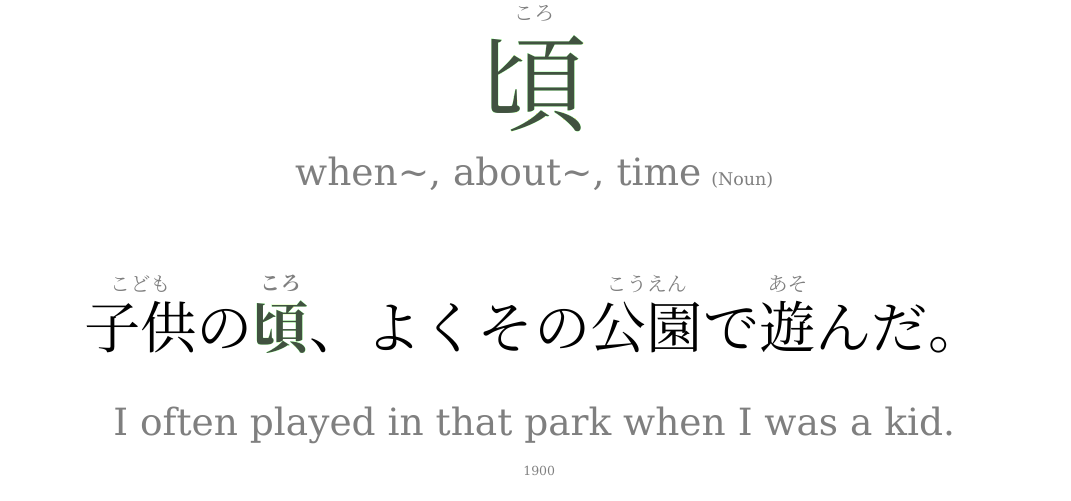 ころ
頃
when~, about~, time (Noun)
こども ころ こうえん あそ
子供の頃、よくその公園で遊んだ。
I often played in that park when I was a kid.
1900